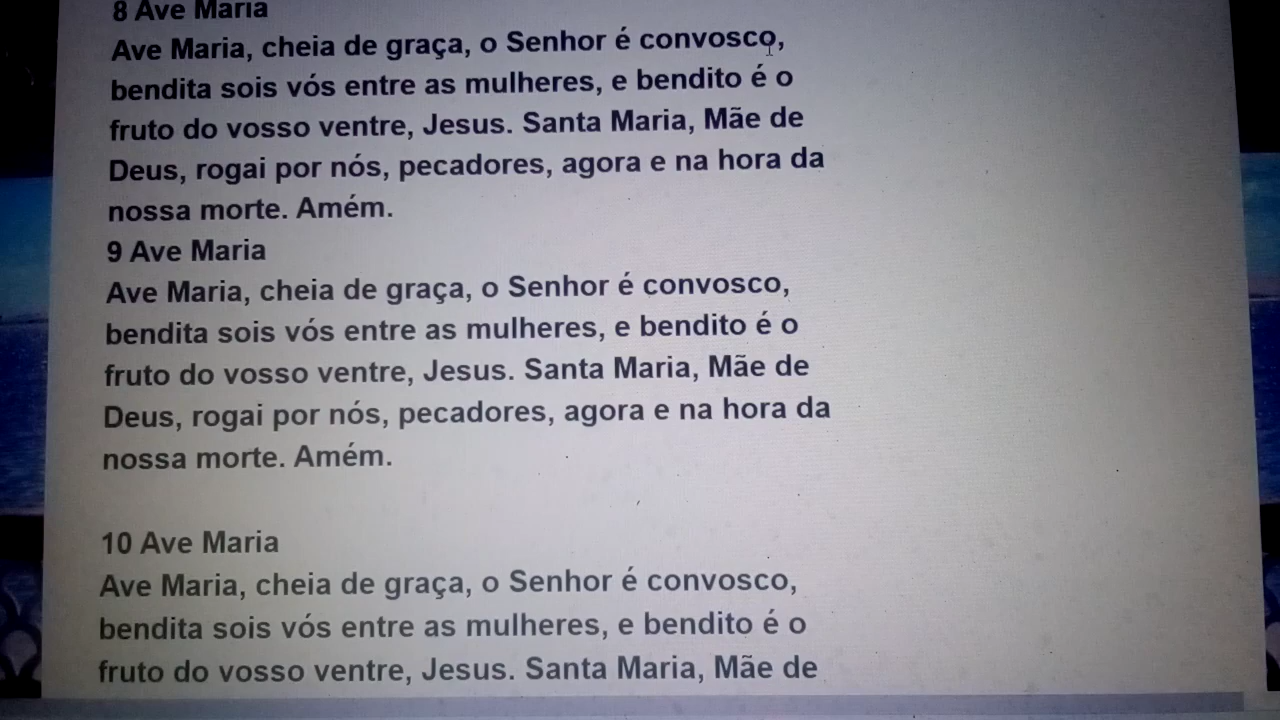 8 Ave Maria
Ave Maria, cheia de graça, o Senhor é convosco,
bendita sois vós entre as mulheres, e bendito é o
fruto do vosso ventre, Jesus. Santa Maria, Mãe de
Deus, rogai por nós, pecadores, agora e na hora da
nossa morte. Amém.
9 Ave Maria
Ave Maria, cheia de graça, o Senhor é convosco,
bendita sois vós entre as mulheres, e bendito é o
fruto do vosso ventre, Jesus. Santa Maria, Mãe de
Deus, rogai por nós, pecadores, agora e na hora da
nossa morte. Amém.
10 Ave Maria
Ave Maria, cheia de graça, o Senhor é convosco,
bendita sois vós entre as mulheres, e bendito é o
fruto do vosso ventre, Jesus. Santa Maria, Mãe de